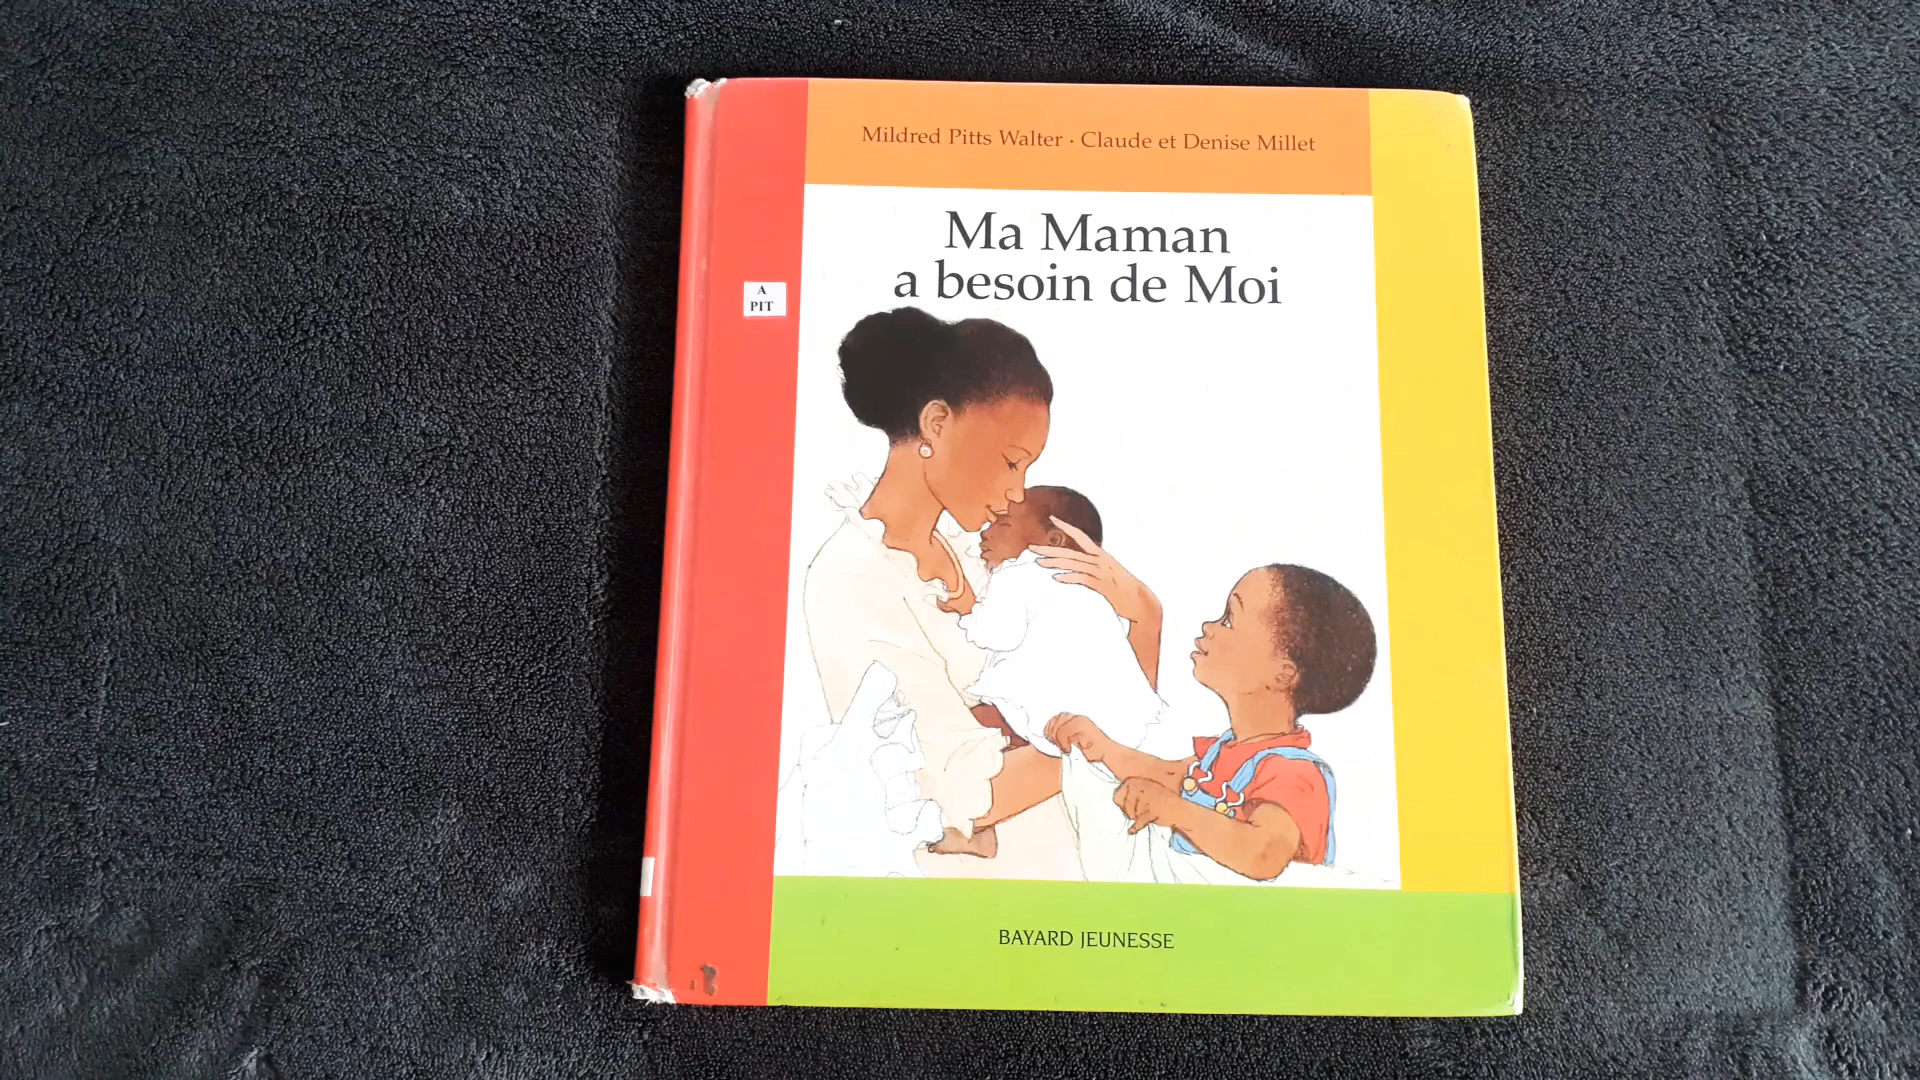 Mildred Pitts Walter · Claude et Denise Millet
Ma Maman
a besoin de Moi
A
PIT
BAYARD JEUNESSE